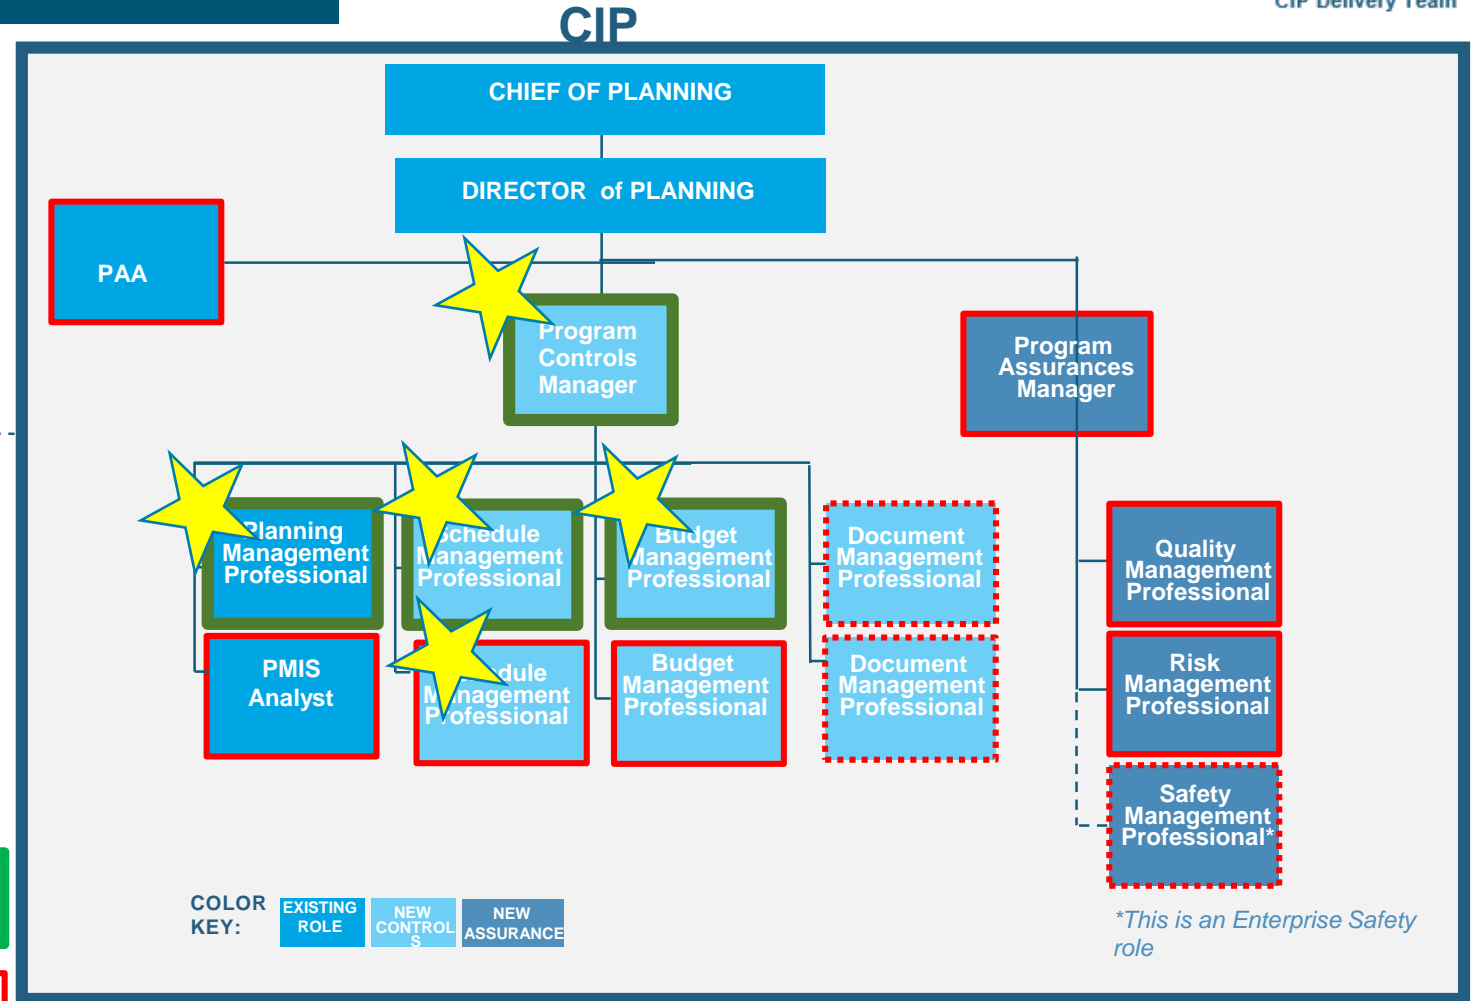 CIP Delivery Team
CIP
CHIEF OF PLANNING
DIRECTOR of PLANNING
PAA
Program
Controls
Manager
Program
Assurances
Manager
Planning
Management
Professional
Schedule
Management
Professional
Budget
Management
Professional
Document
Management
Professional
Quality
Management
Professional
PMIS
Analyst
dule
Management
Professional
Budget
Management
Professional
Document
Management
Professional
Risk
Management
Professional
Safety
Management
Professional*
COLOR
KEY:
EXISTING
ROLE
NEW
CONTROL
S
NEW
ASSURANCE
*This is an Enterprise Safety
role